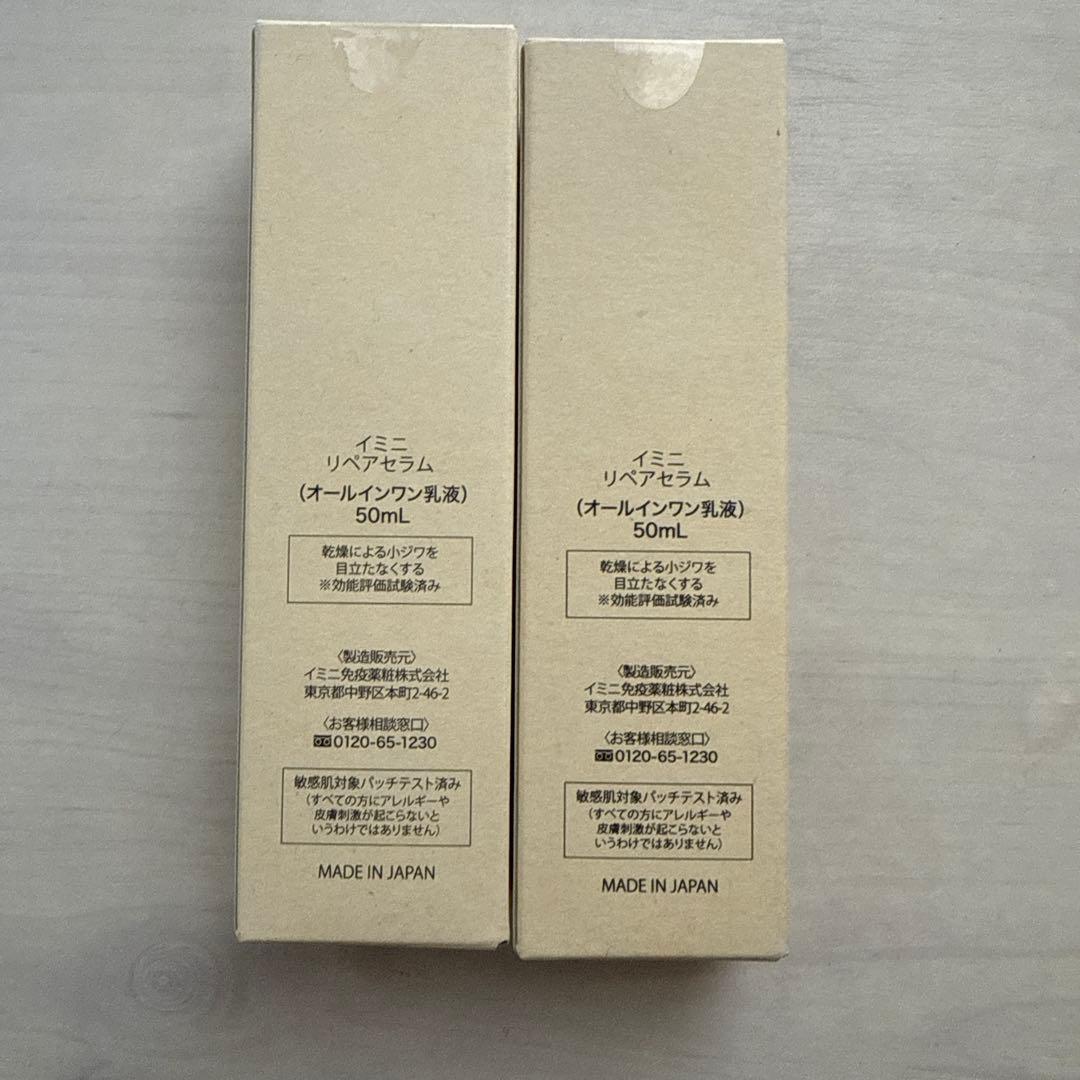 イミニ
リペアセラム
（オールインワン乳液）
50mL
乾燥による小ジワを
目立たなくする
※効能評価試験済み
〈製造販売元〉
イミニ免疫薬粧株式会社
東京都中野区本町2-46-2
〈お客様相談窓口〉
0120-65-1230
敏感肌対象パッチテスト済み
（すべての方にアレルギーや
皮膚刺激が起こらないと
いうわけではありません）
MADE IN JAPAN
イミニ
リペアセラム
（オールインワン乳液）
50mL
乾燥による小ジワを
目立たなくする
※効能評価試験済み
〈製造販売元〉
イミニ免疫薬粧株式会社
東京都中野区本町2-46-2
〈お客様相談窓口〉
0120-65-1230
敏感肌対象パッチテスト済み
（すべての方にアレルギーや
皮膚刺激が起こらないと
いうわけではありません）
MADE IN JAPAN